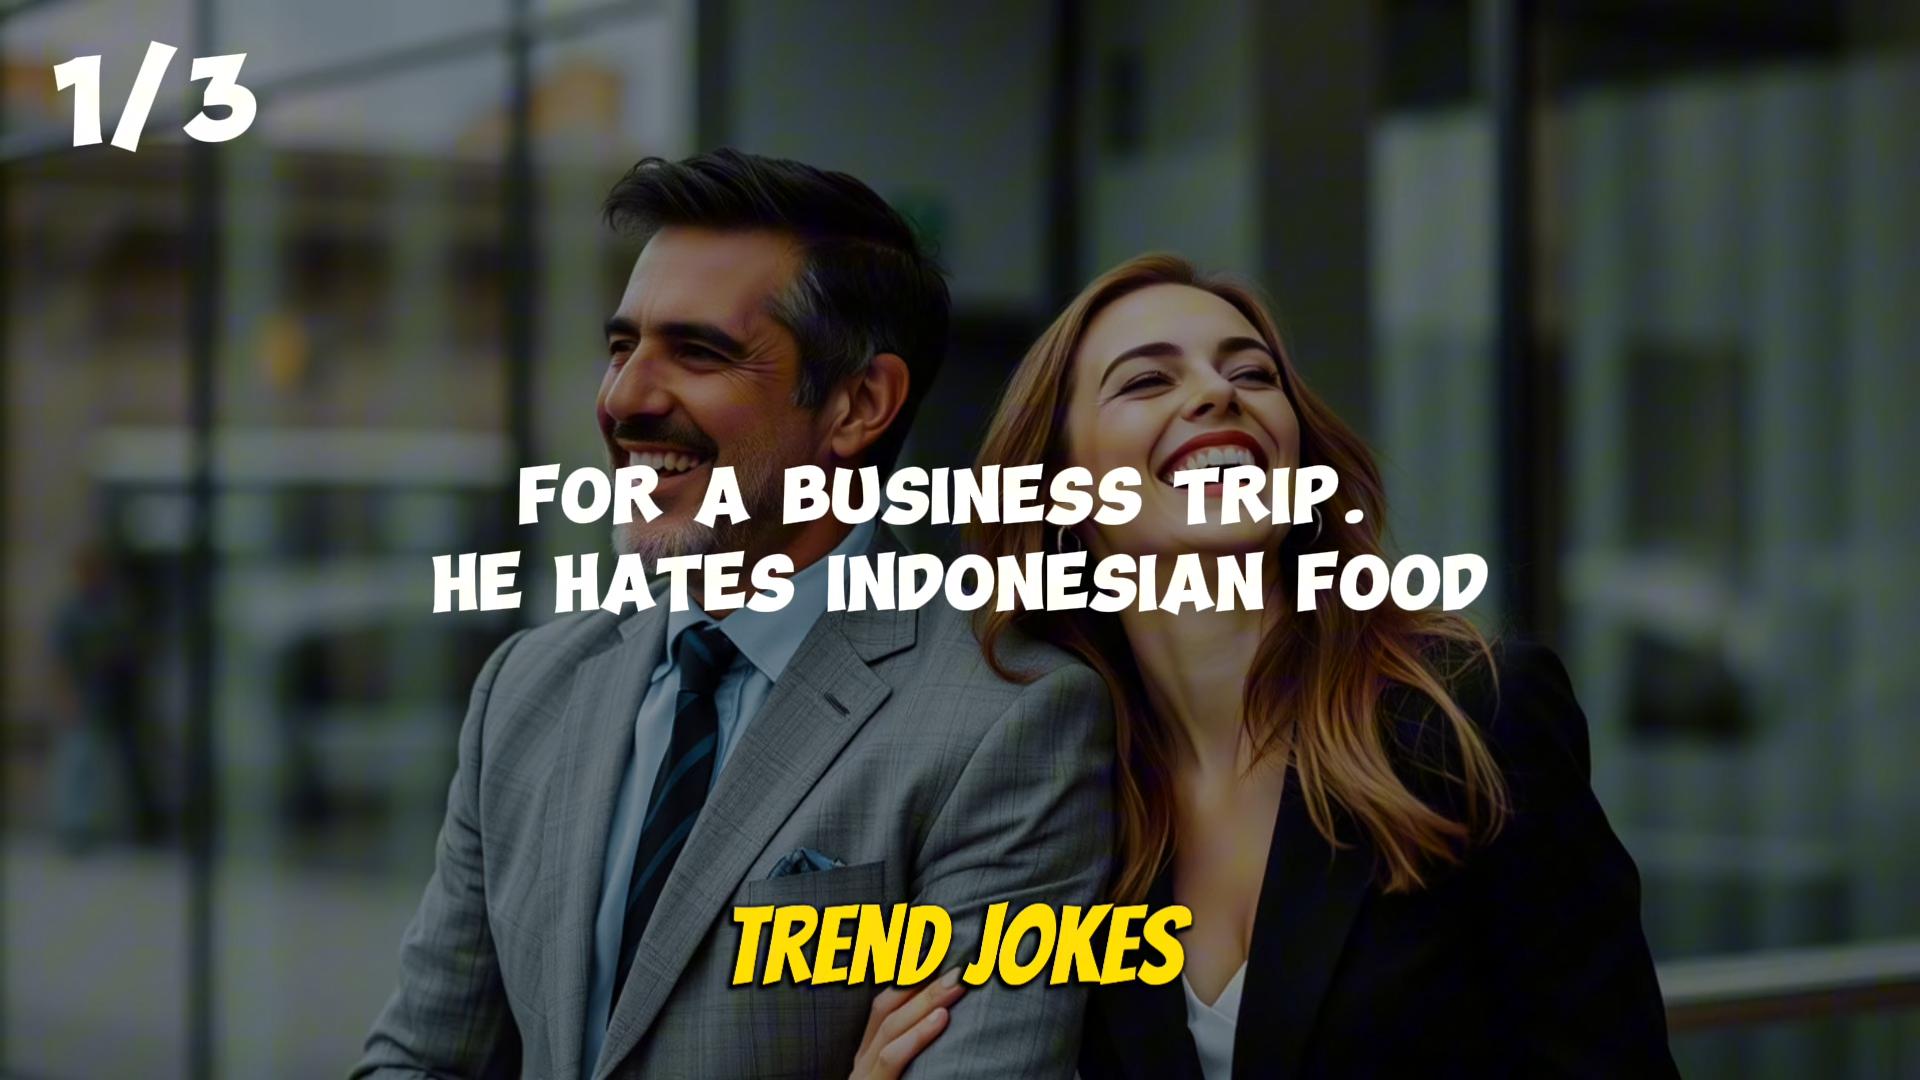 1/3
FOR A BUSINESS TRIP.
HE HATES INDONESIAN FOOD
TREND JOKES